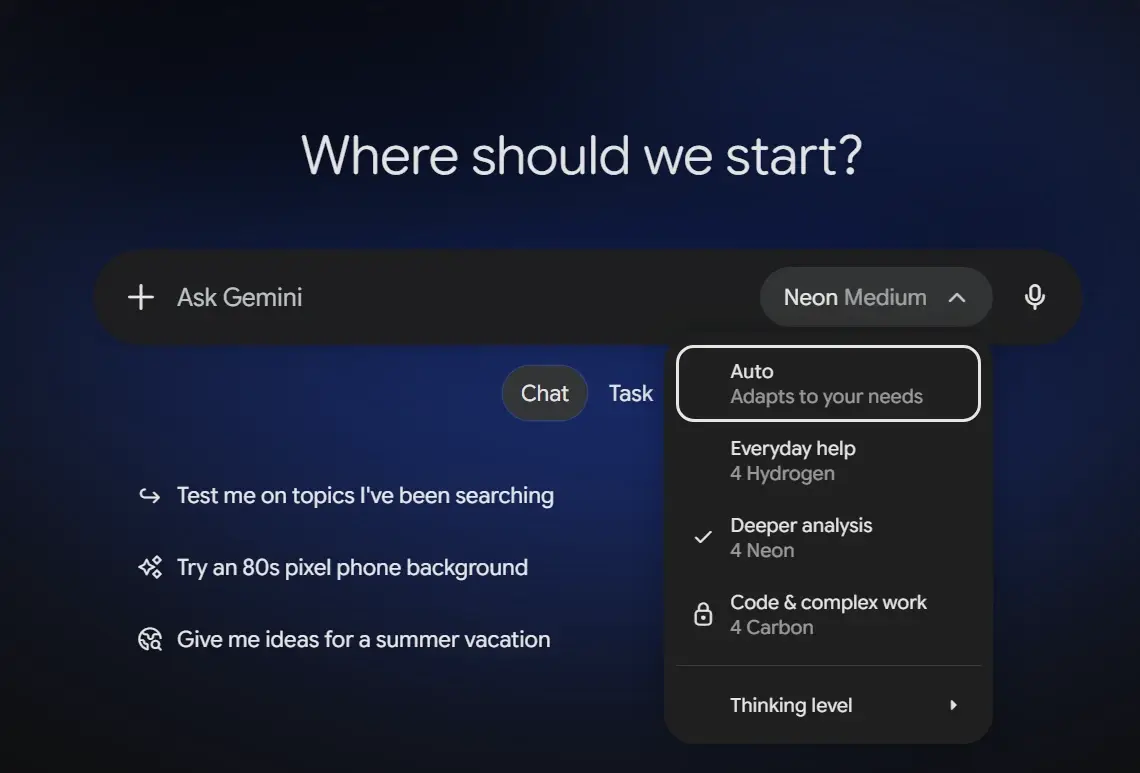 Where should we start?
Ask Gemini
Neon Medium
Chat
Task
Auto
Adapts to your needs
Everyday help
4 Hydrogen
Deeper analysis
4 Neon
Code & complex work
4 Carbon
Thinking level
Test me on topics I've been searching
Try an 80s pixel phone background
Give me ideas for a summer vacation